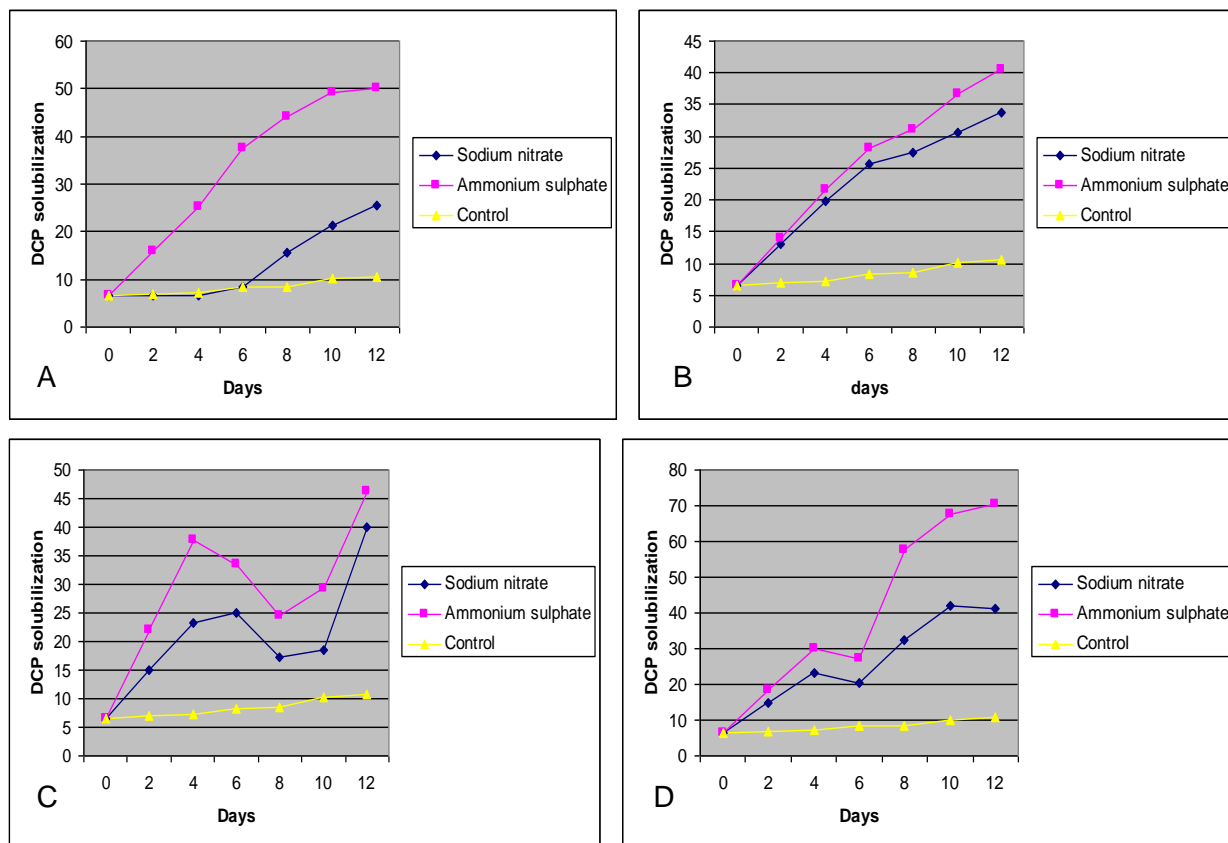 60
50
40
30
20
10
0
DCP solubilization
0 2 4 6 8 10 12
Days
A
Sodium nitrate
Ammonium sulphate
Control
45
40
35
30
25
20
15
10
5
0
DCP solubilization
0 2 4 6 8 10 12
days
B
Sodium nitrate
Ammonium sulphate
Control
50
45
40
35
30
25
20
15
10
5
0
DCP solubilization
0 2 4 6 8 10 12
Days
C
Sodium nitrate
Ammonium sulphate
Control
80
70
60
50
40
30
20
10
0
DCP solubilization
0 2 4 6 8 10 12
Days
D
Sodium nitrate
Ammonium sulphate
Control